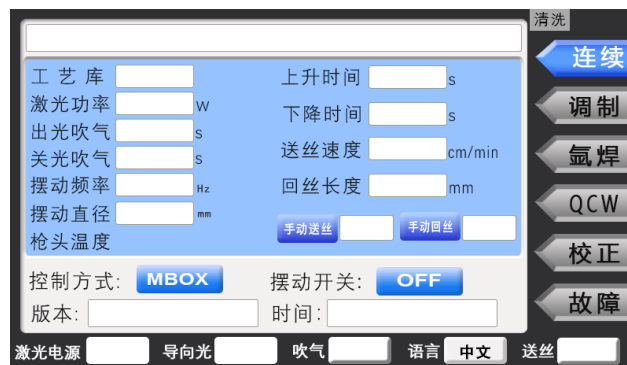 清洗
连续
工艺库 上升时间 s
激光功率 W 下降时间 s
调制
出光吹气 s
关光吹气 s 送丝速度 cm/min
氩焊
摆动频率 Hz 回丝长度 mm
QCW
摆动直径 mm 手动送丝 手动回丝
枪头温度
校正
控制方式: MBOX 摆动开关: OFF
版本: 时间:
故障
激光电源 导向光 吹气 语言 中文 送丝